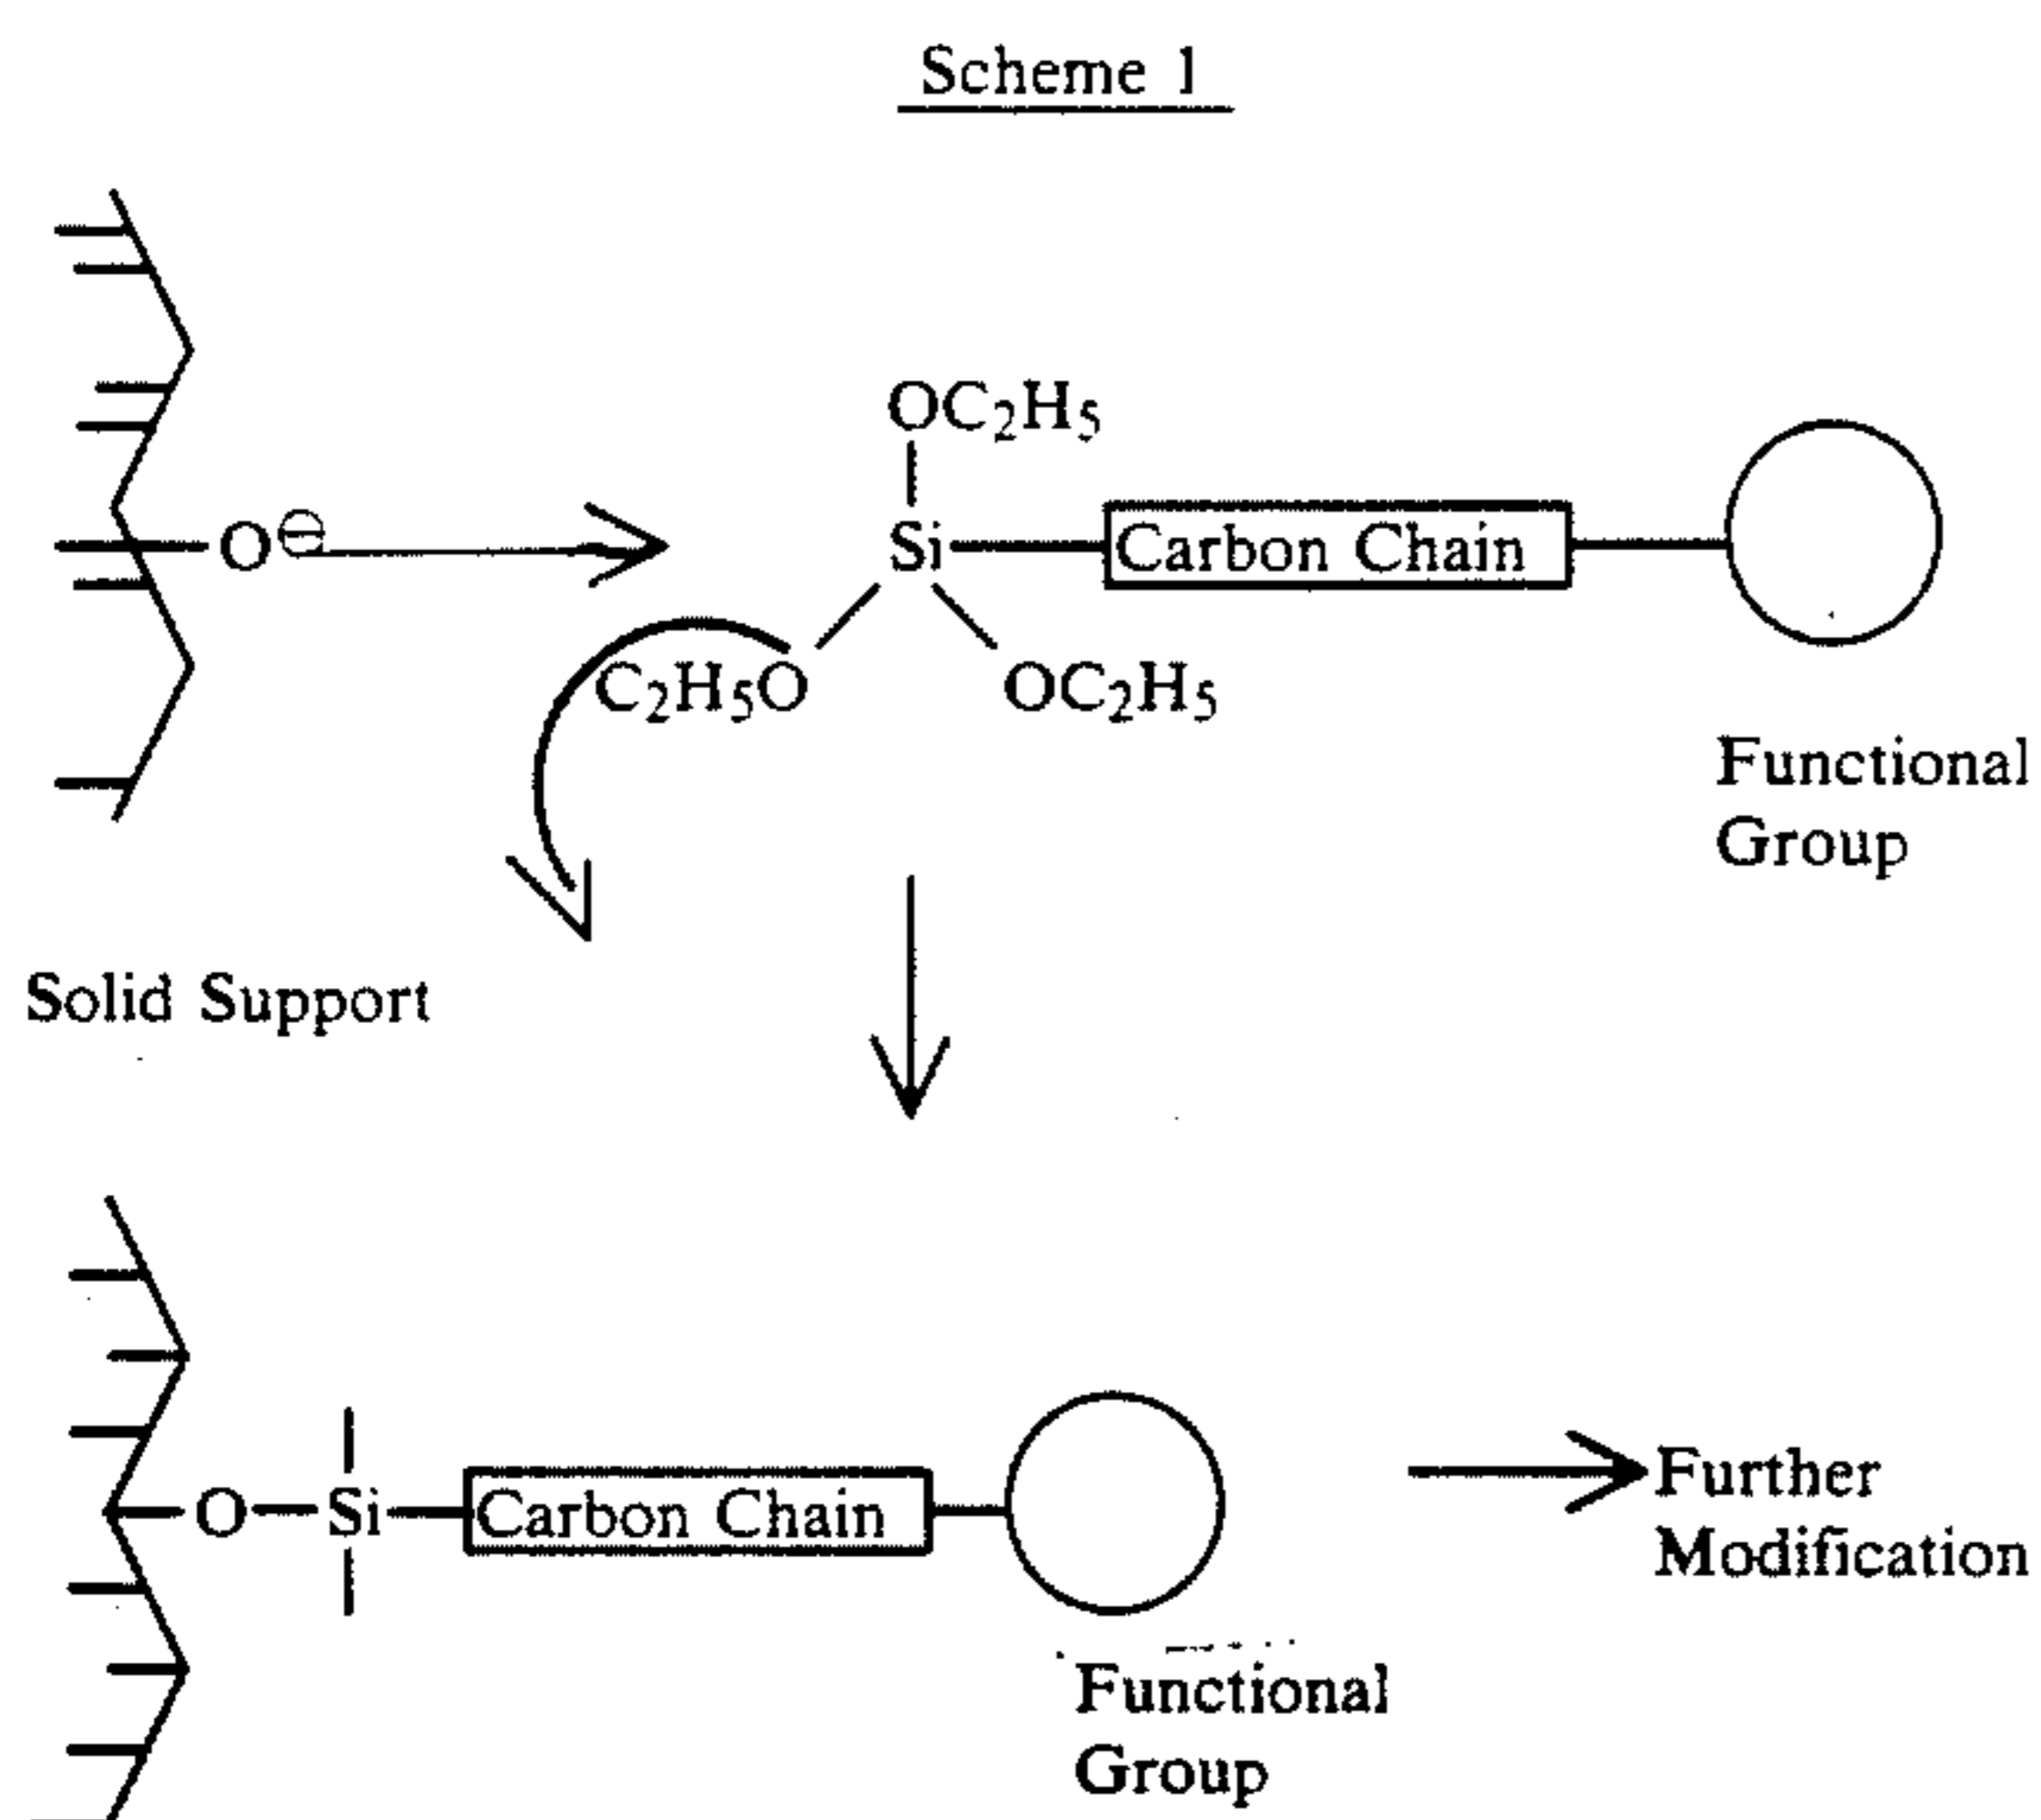 Scheme 1
OC₂H₅
O⊖
Si
Carbon Chain
C₂H₅O
OC₂H₅
Functional
Group
Solid Support
O
Si
Carbon Chain
Further
Modification
Functional
Group